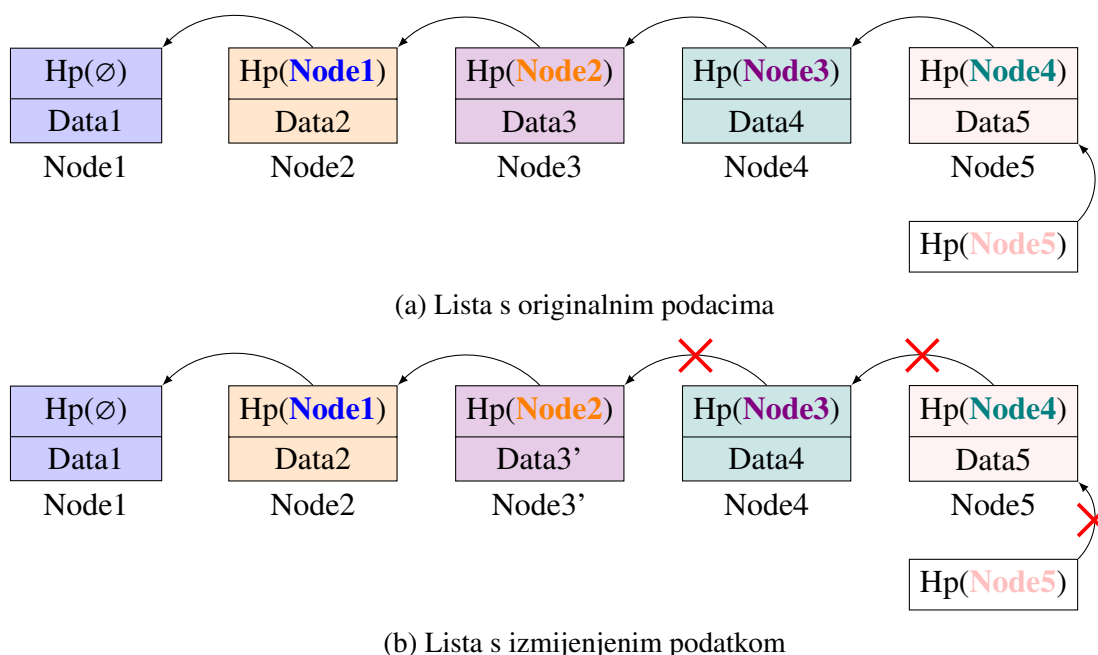 Hp(∅) Hp(Node1) Hp(Node2) Hp(Node3) Hp(Node4)
Data1 Data2 Data3 Data4 Data5
Node1 Node2 Node3 Node4 Node5
Hp(Node5)
(a) Lista s originalnim podacima
Hp(∅) Hp(Node1) Hp(Node2) Hp(Node3) Hp(Node4)
Data1 Data2 Data3’ Data4 Data5
Node1 Node2 Node3’ Node4 Node5
Hp(Node5)
(b) Lista s izmijenjenim podatkom